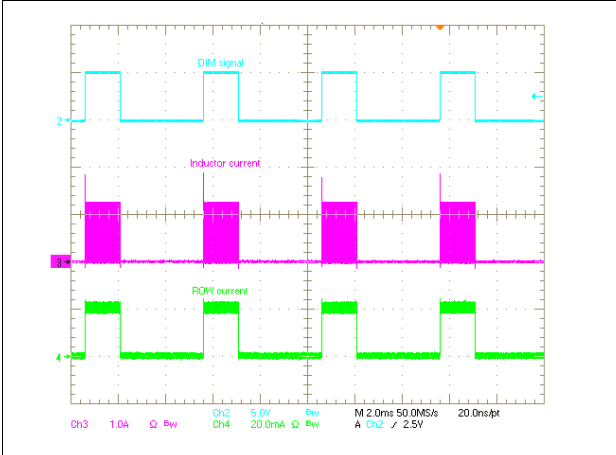 DIM signal
2
Inductor current
3
ROW current
4
Ch2 5.0V Bw M 2.0ms 50.0MS/s 20.0ns/pt
Ch3 1.0A Ω Bw Ch4 20.0mA Ω Bw A Ch2 / 2.5V